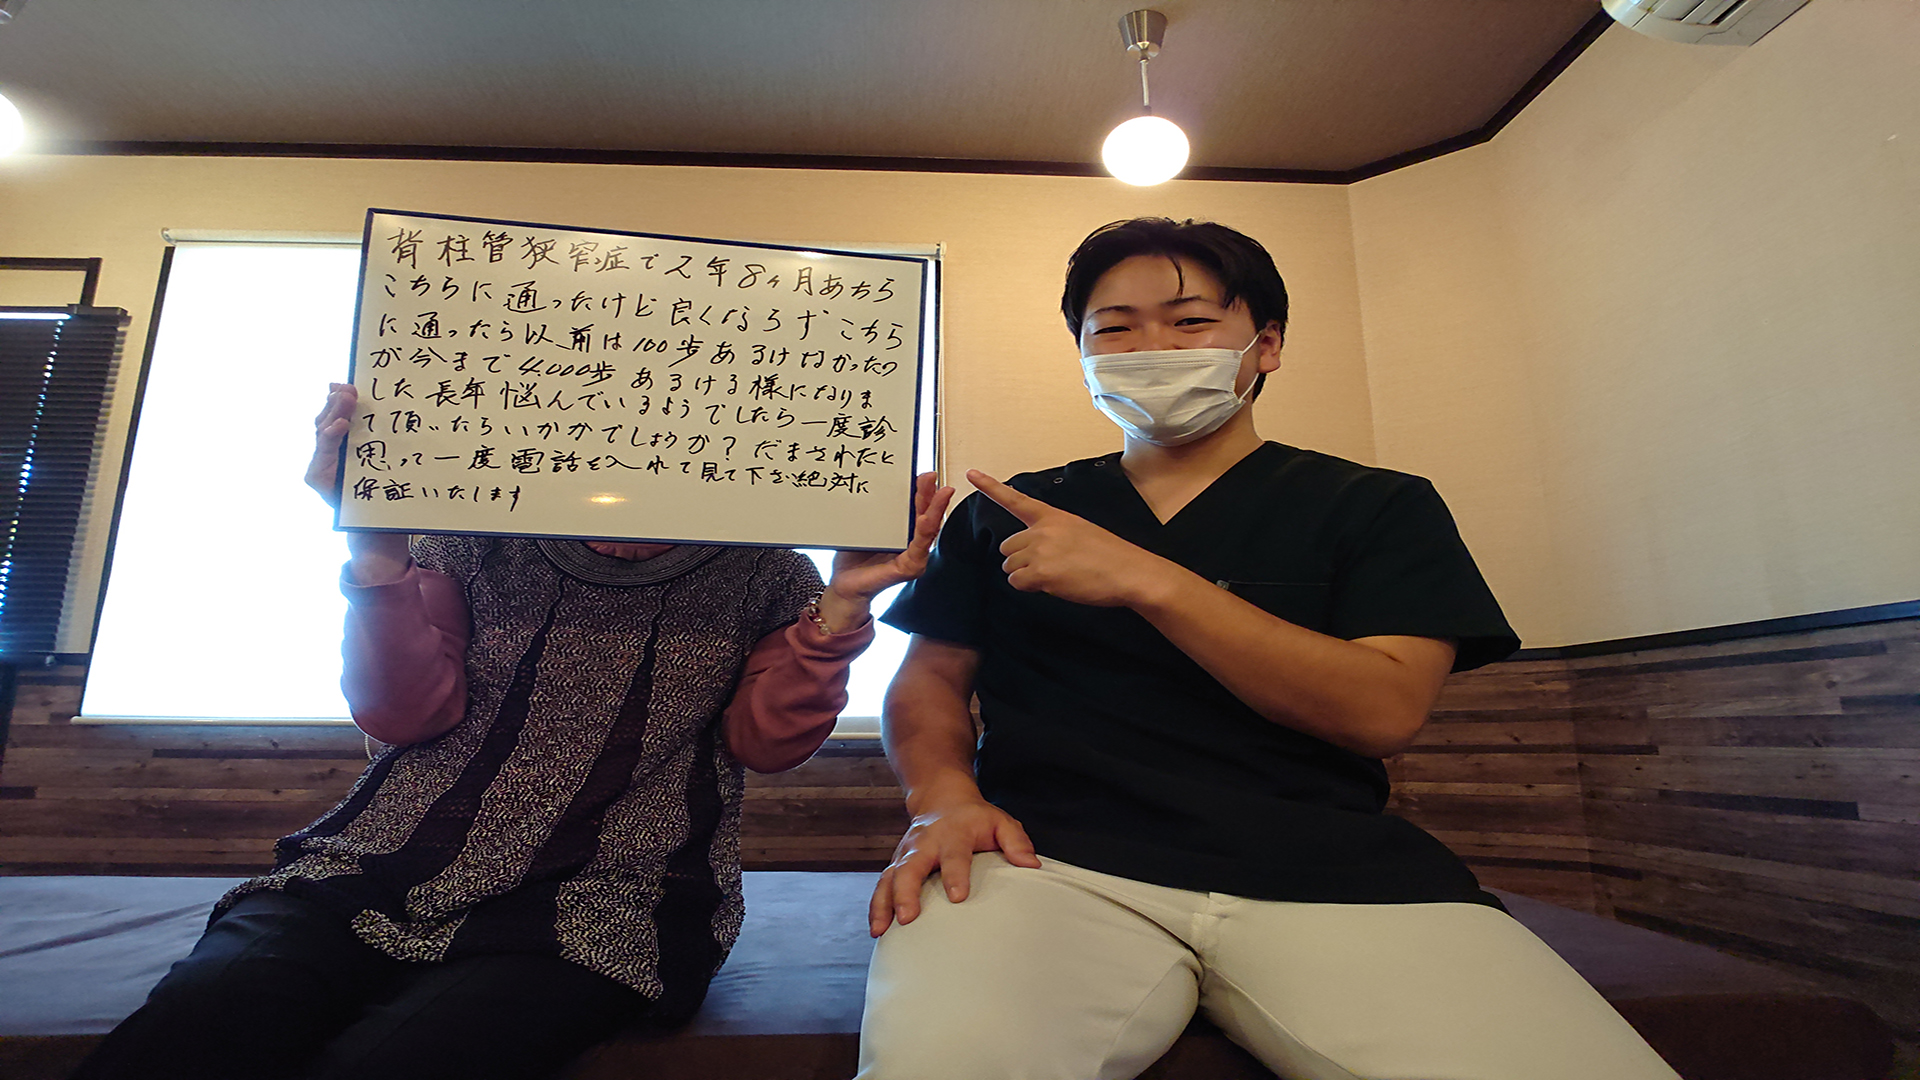 脊柱管狭窄症で2年8ヶ月あちら
こちらに通ったけど良くならずこちら
に通ったら以前は100歩あるけなかったの
が今まで4,000歩あるける様になりま
した長年悩んでいるようでしたら一度診
て頂いたらいかかでしょうか?だまされたと
思って一度電話を入れて見て下さい絶対に
保証いたします